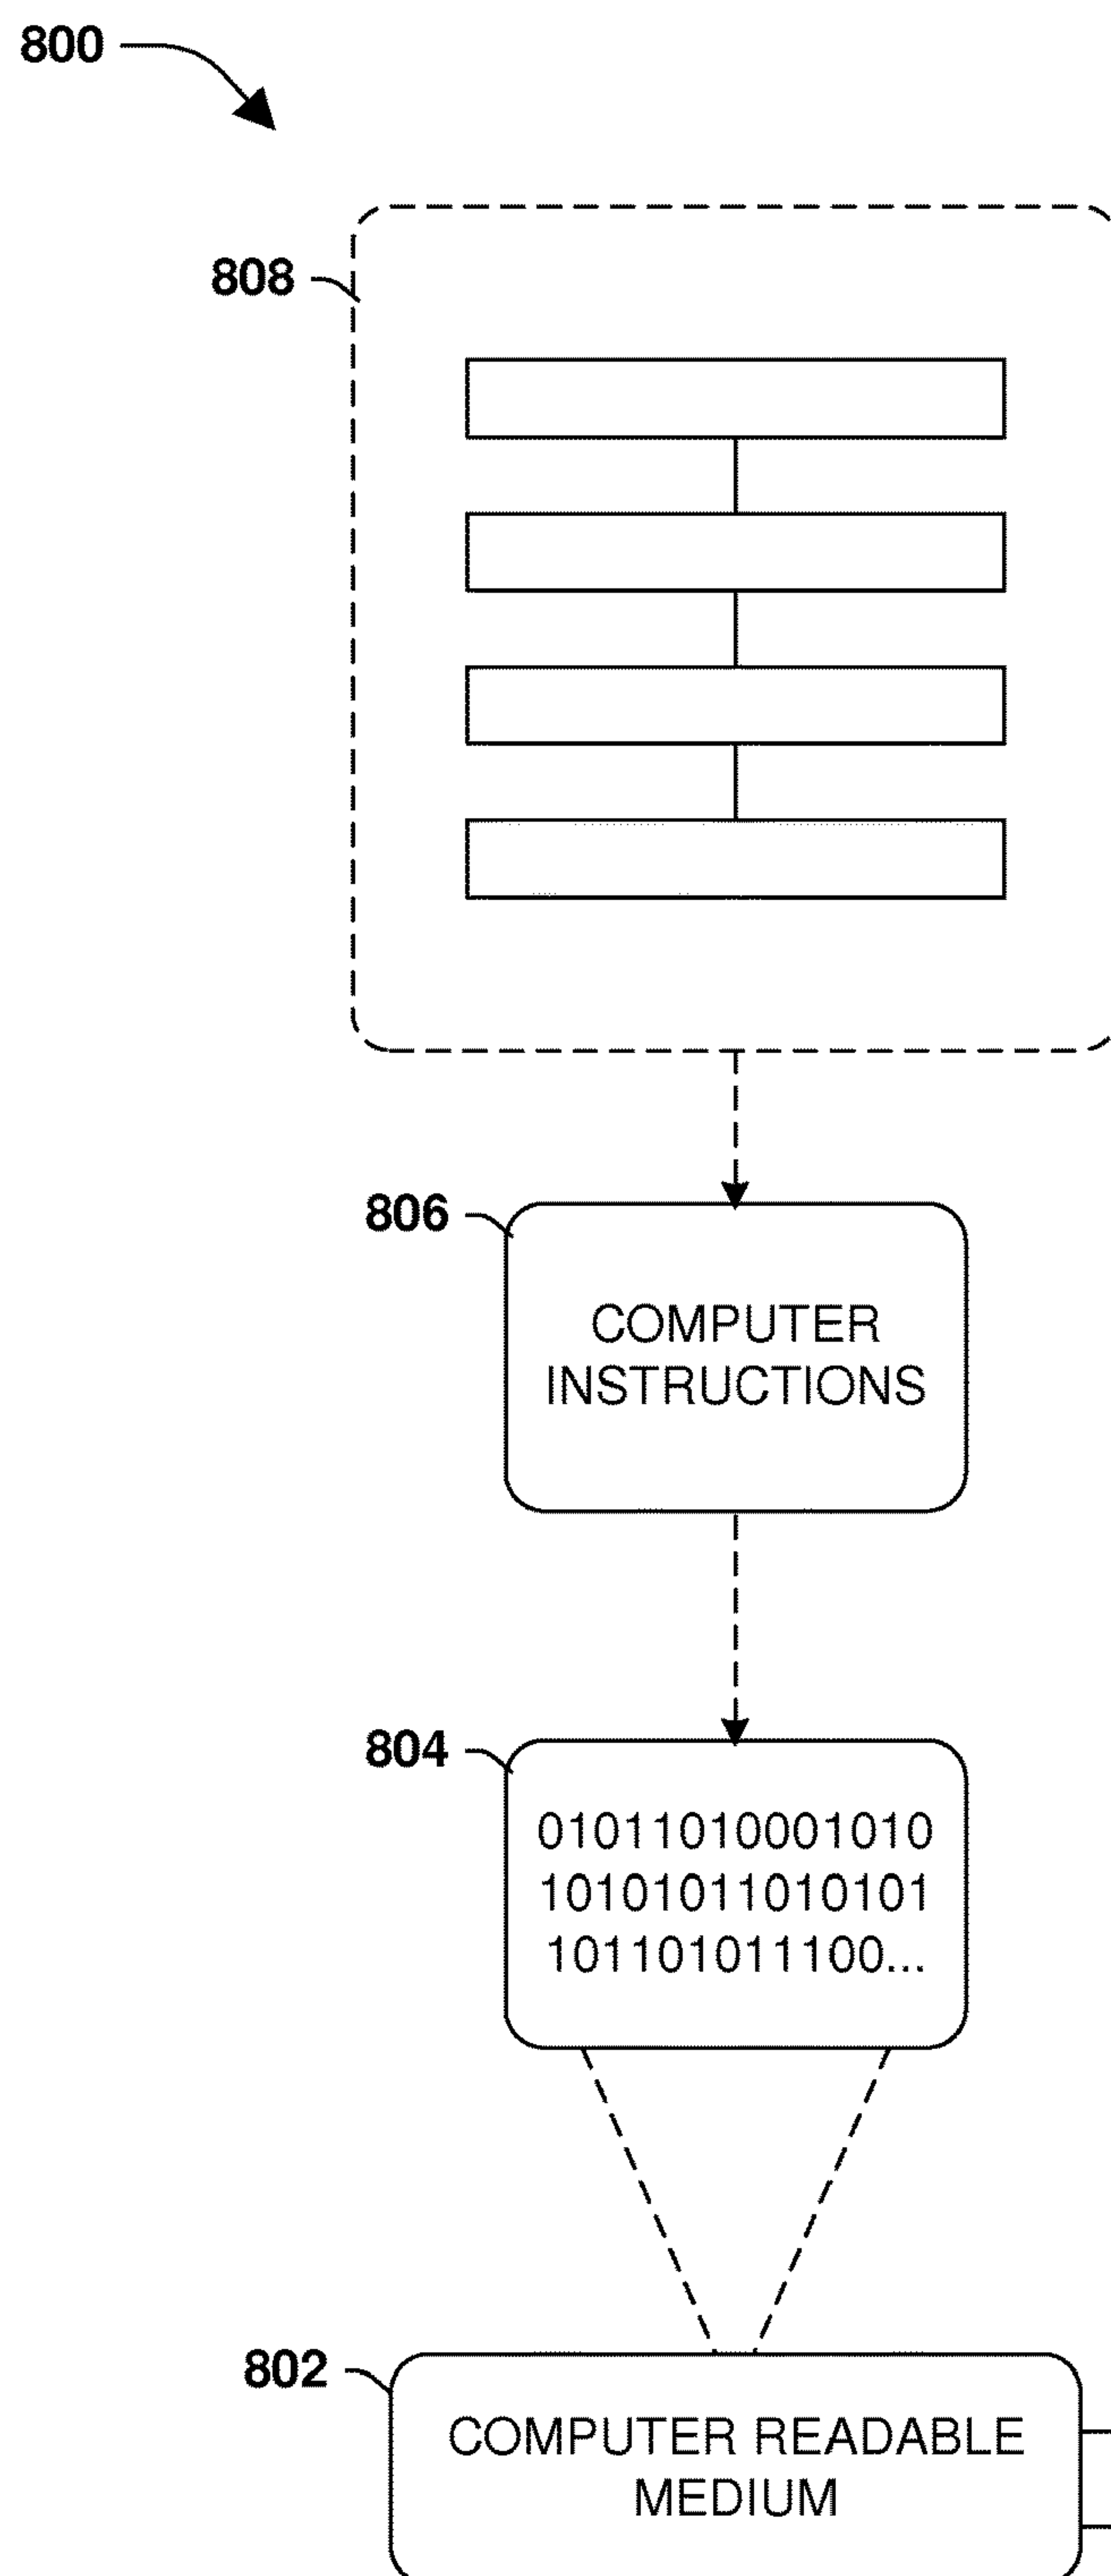 800
808
806
COMPUTER
INSTRUCTIONS
804
01011010001010
10101011010101
101101011100...
802
COMPUTER READABLE
MEDIUM